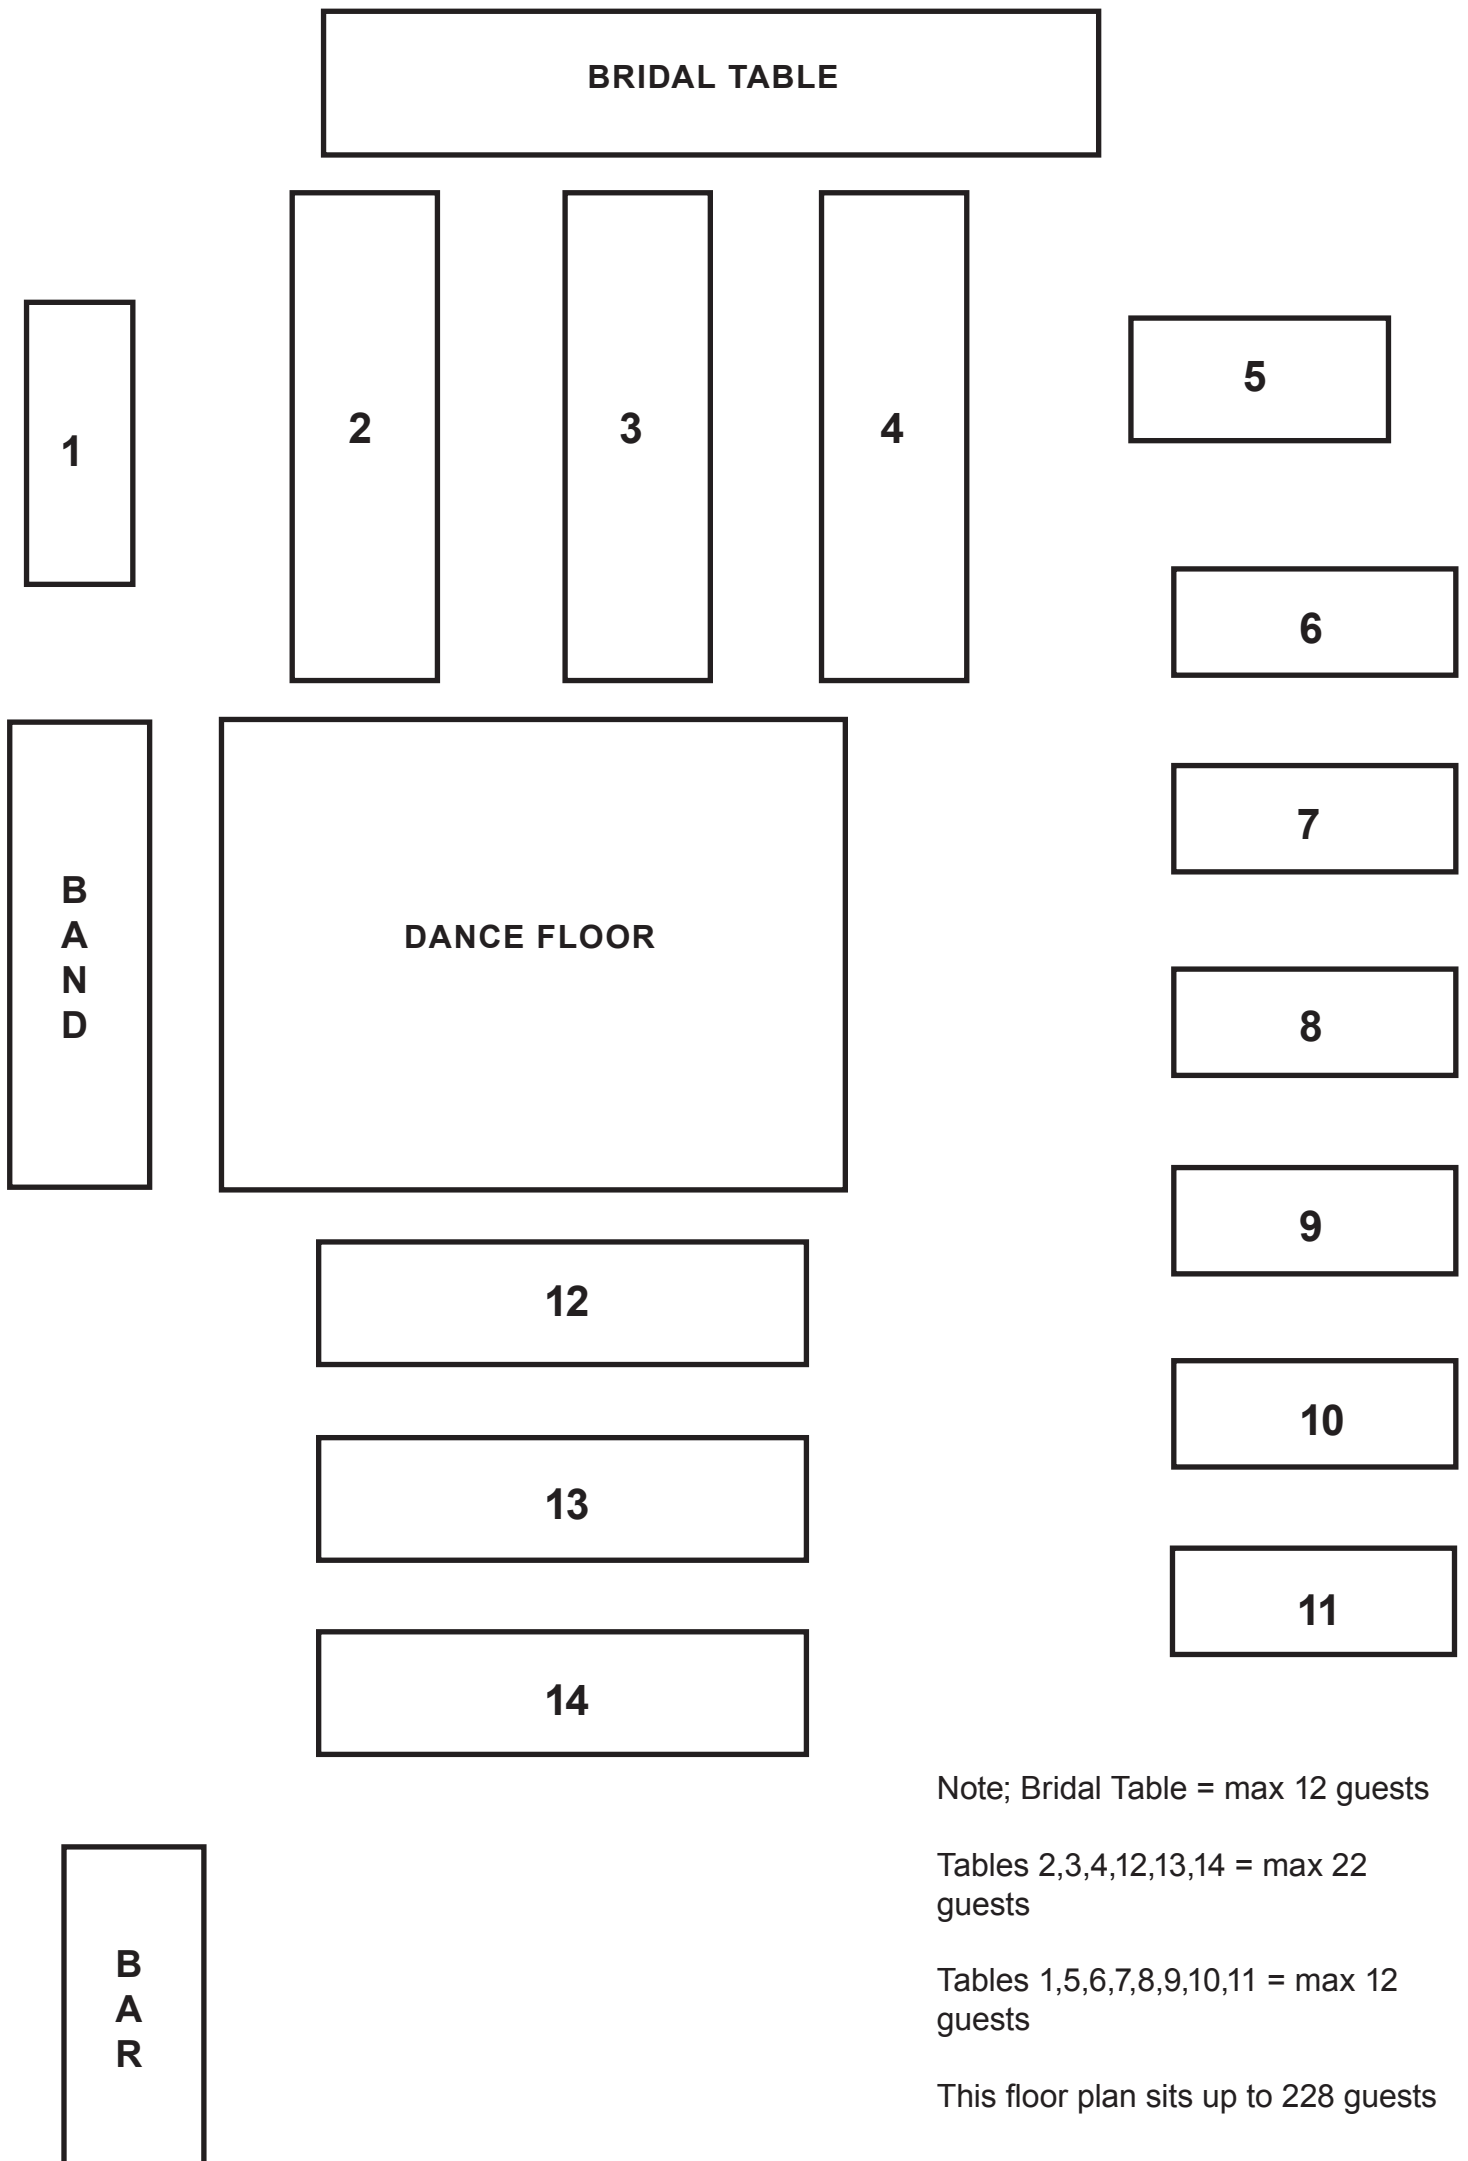 BRIDAL TABLE
1
2
3
4
5
6
7
8
9
10
11
B
A
N
D
DANCE FLOOR
12
13
14
B
A
R
Note; Bridal Table = max 12 guests
Tables 2,3,4,12,13,14 = max 22
guests
Tables 1,5,6,7,8,9,10,11 = max 12
guests
This floor plan sits up to 228 guests